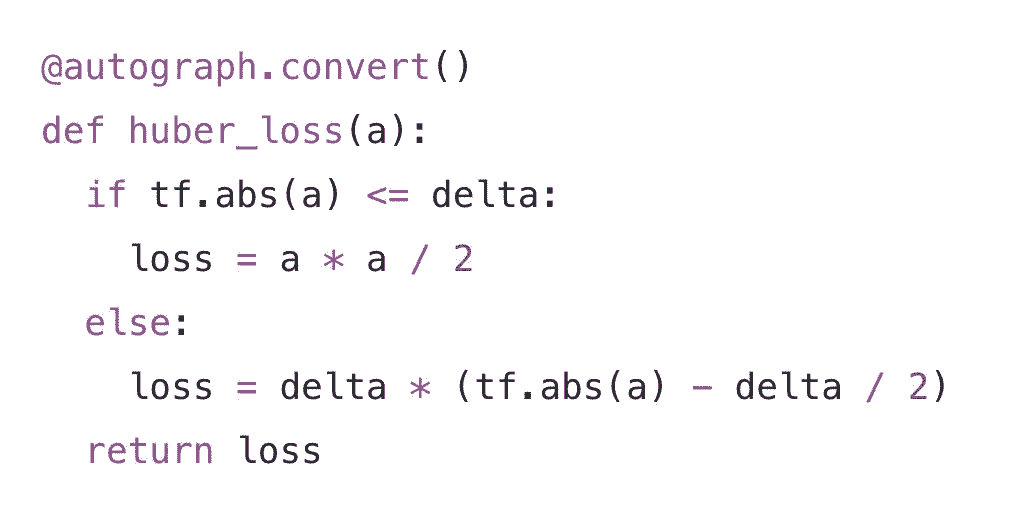 @autograph.convert()
def huber_loss(a):
  if tf.abs(a) <= delta:
    loss = a * a / 2
  else:
    loss = delta * (tf.abs(a) - delta / 2)
  return loss